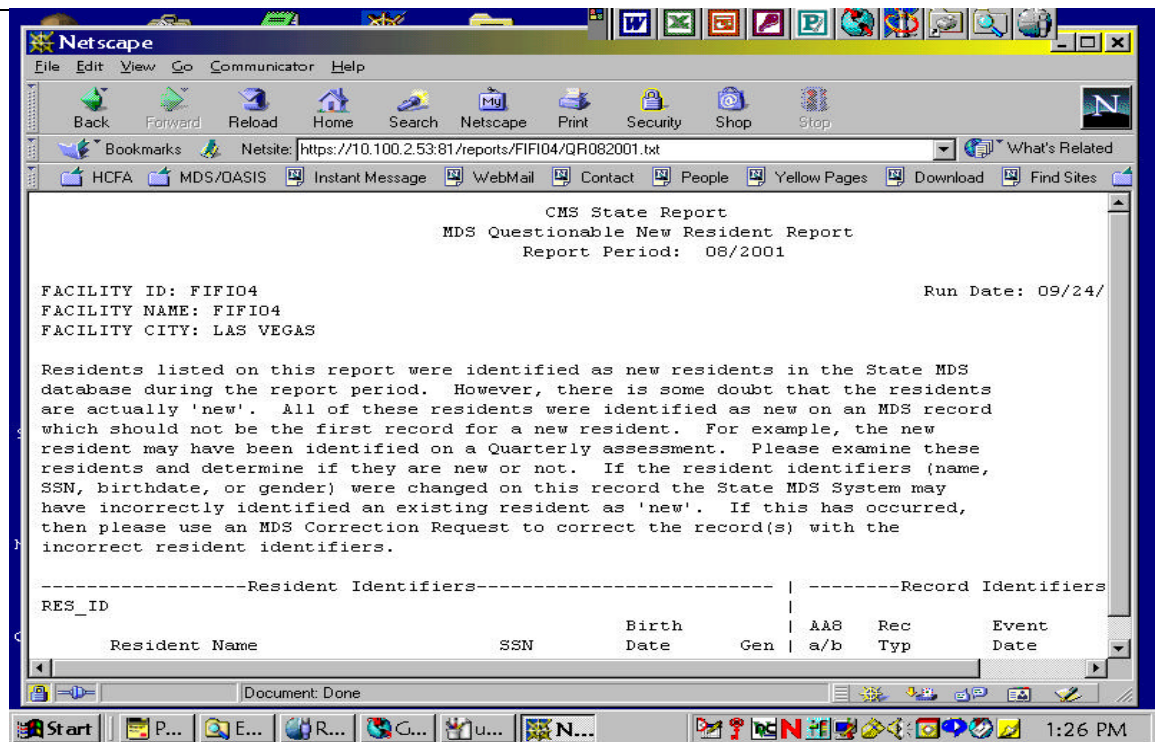 Netscape
File Edit View Go Communicator Help
My
N
Back Forward Reload Home Search Netscape Print Security Shop Stop
Bookmarks Netsite: https://10.100.2.53:81/reports/FIFI04/QR082001.txt What's Related
HCFA MDS/OASIS Instant Message WebMail Contact People Yellow Pages Download Find Sites
CMS State Report
MDS Questionable New Resident Report
Report Period: 08/2001
FACILITY ID: FIFI04 Run Date: 09/24/
FACILITY NAME: FIFI04
FACILITY CITY: LAS VEGAS
Residents listed on this report were identified as new residents in the State MDS
database during the report period. However, there is some doubt that the residents
are actually 'new'. All of these residents were identified as new on an MDS record
which should not be the first record for a new resident. For example, the new
resident may have been identified on a Quarterly assessment. Please examine these
residents and determine if they are new or not. If the resident identifiers (name,
SSN, birthdate, or gender) were changed on this record the State MDS System may
have incorrectly identified an existing resident as 'new'. If this has occurred,
then please use an MDS Correction Request to correct the record(s) with the
incorrect resident identifiers.
------------------Resident Identifiers-------------------------- | --------Record Identifiers
RES_ID |
Birth | AA8 Rec Event
Resident Name SSN Date Gen | a/b Typ Date
Document: Done
Start P... E... R... G... u... N... 1:26 PM